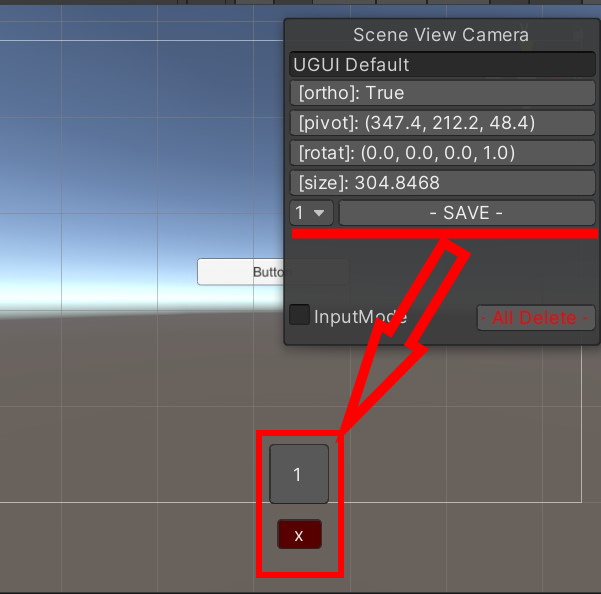 Scene View Camera
UGUI Default
[ortho]: True
[pivot]: (347.4, 212.2, 48.4)
[rotat]: (0.0, 0.0, 0.0, 1.0)
[size]: 304.8468
1 - SAVE -
Butto
InputMode - All Delete -
1
x